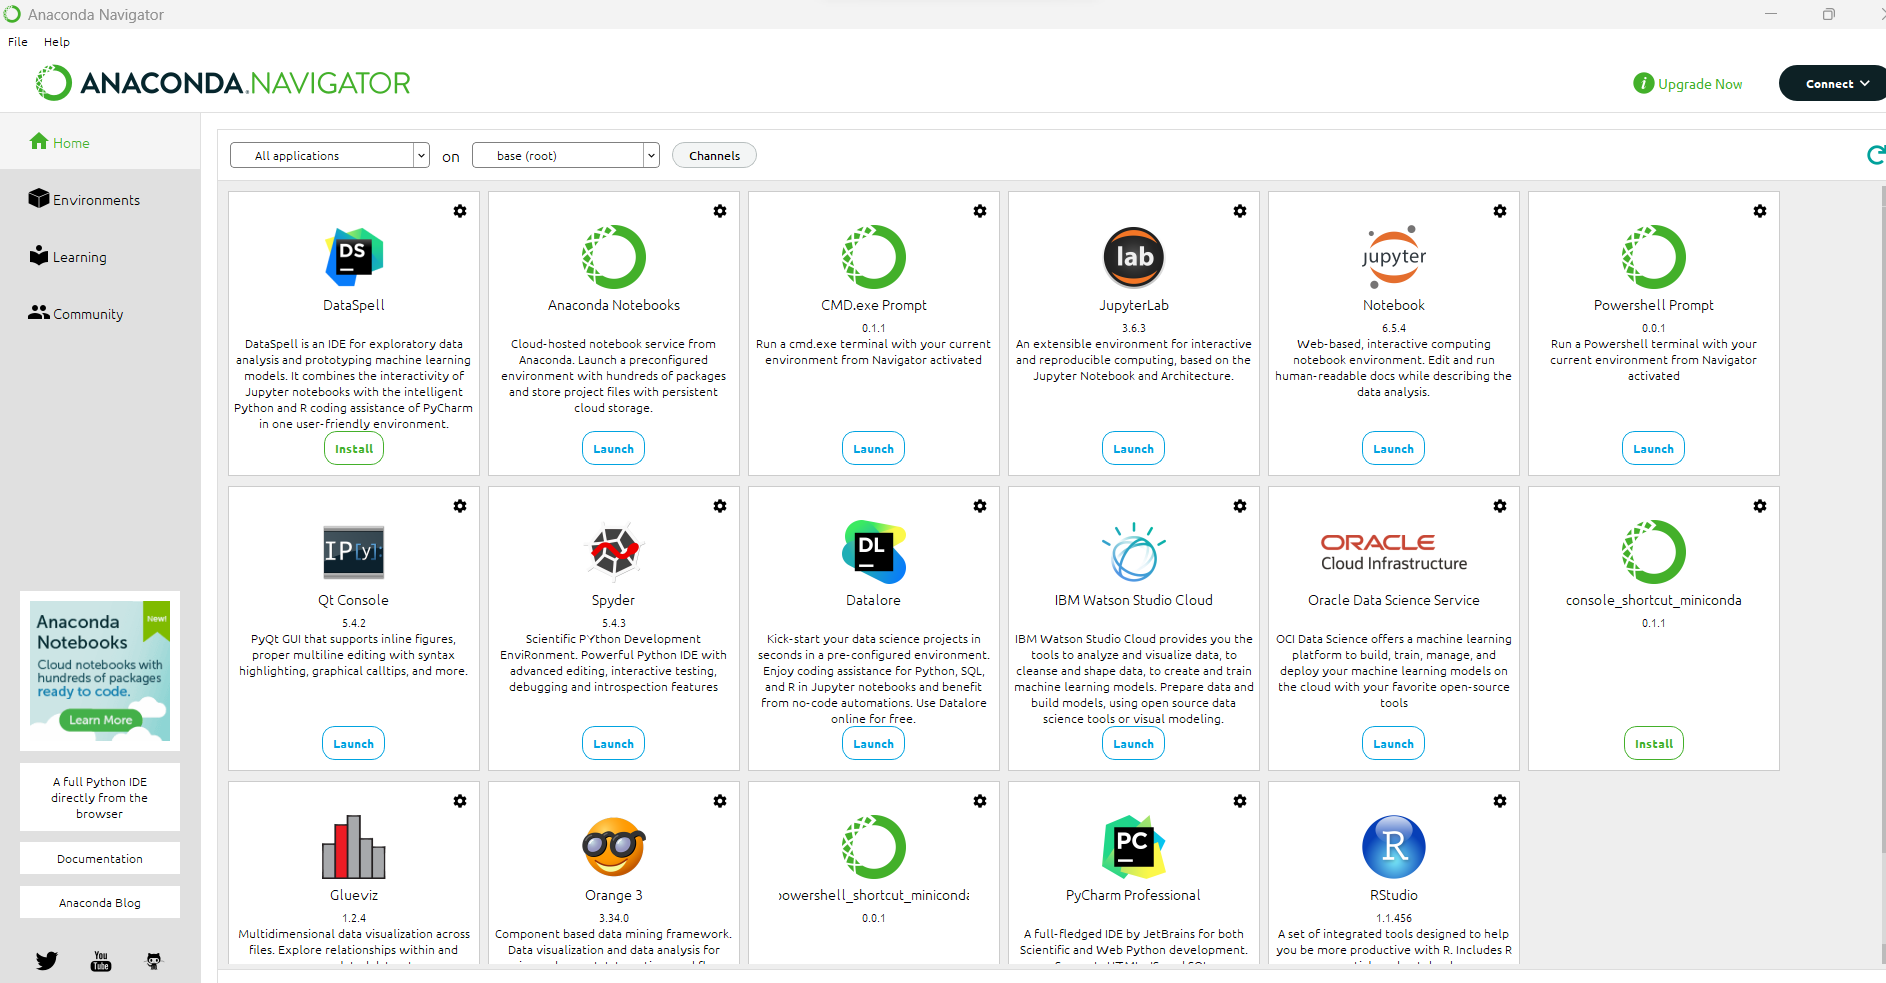 Anaconda Navigator
File Help
ANACONDA.NAVIGATOR
i Upgrade Now
Connect
Home
Environments
Learning
Community
All applications on base (root) Channels
DS
DataSpell
DataSpell is an IDE for exploratory data
analysis and prototyping machine learning
models. It combines the interactivity of
Jupyter notebooks with the intelligent
Python and R coding assistance of PyCharm
in one user-friendly environment.
Install
Anaconda Notebooks
Cloud-hosted notebook service from
Anaconda. Launch a preconfigured
environment with hundreds of packages
and store project files with persistent
cloud storage.
Launch
CMD.exe Prompt
0.1.1
Run a cmd.exe terminal with your current
environment from Navigator activated
Launch
lab
JupyterLab
3.6.3
An extensible environment for interactive
and reproducible computing, based on the
Jupyter Notebook and Architecture.
Launch
jupyter
Notebook
6.5.4
Web-based, interactive computing
notebook environment. Edit and run
human-readable docs while describing the
data analysis.
Launch
Powershell Prompt
0.0.1
Run a Powershell terminal with your
current environment from Navigator
activated
Launch
IP[y]:
Qt Console
5.4.2
PyQt GUI that supports inline figures,
proper multiline editing with syntax
highlighting, graphical calltips, and more.
Launch
Spyder
5.4.3
Scientific PYthon Development
EnviRonment. Powerful Python IDE with
advanced editing, interactive testing,
debugging and introspection features
Launch
DL
Datalore
Kick-start your data science projects in
seconds in a pre-configured environment.
Enjoy coding assistance for Python, SQL,
and R in Jupyter notebooks and benefit
from no-code automations. Use Datalore
online for free.
Launch
IBM Watson Studio Cloud
IBM Watson Studio Cloud provides you the
tools to analyze and visualize data, to
cleanse and shape data, to create and train
machine learning models. Prepare data and
build models, using open source data
science tools or visual modeling.
Launch
ORACLE
Cloud Infrastructure
Oracle Data Science Service
OCI Data Science offers a machine learning
platform to build, train, manage, and
deploy your machine learning models on
the cloud with your favorite open-source
tools
Launch
console_shortcut_miniconda
0.1.1
Install
Glueviz
1.2.4
Multidimensional data visualization across
files. Explore relationships within and
Orange 3
3.34.0
Component based data mining framework.
Data visualization and data analysis for
powershell_shortcut_miniconda
0.0.1
PC
PyCharm Professional
A full-fledged IDE by JetBrains for both
Scientific and Web Python development.
R
RStudio
1.1.456
A set of integrated tools designed to help
you be more productive with R. Includes R
Anaconda
Notebooks
New!
Cloud notebooks with
hundreds of packages
ready to code.
Learn More
A full Python IDE
directly from the
browser
Documentation
Anaconda Blog
You
Tube